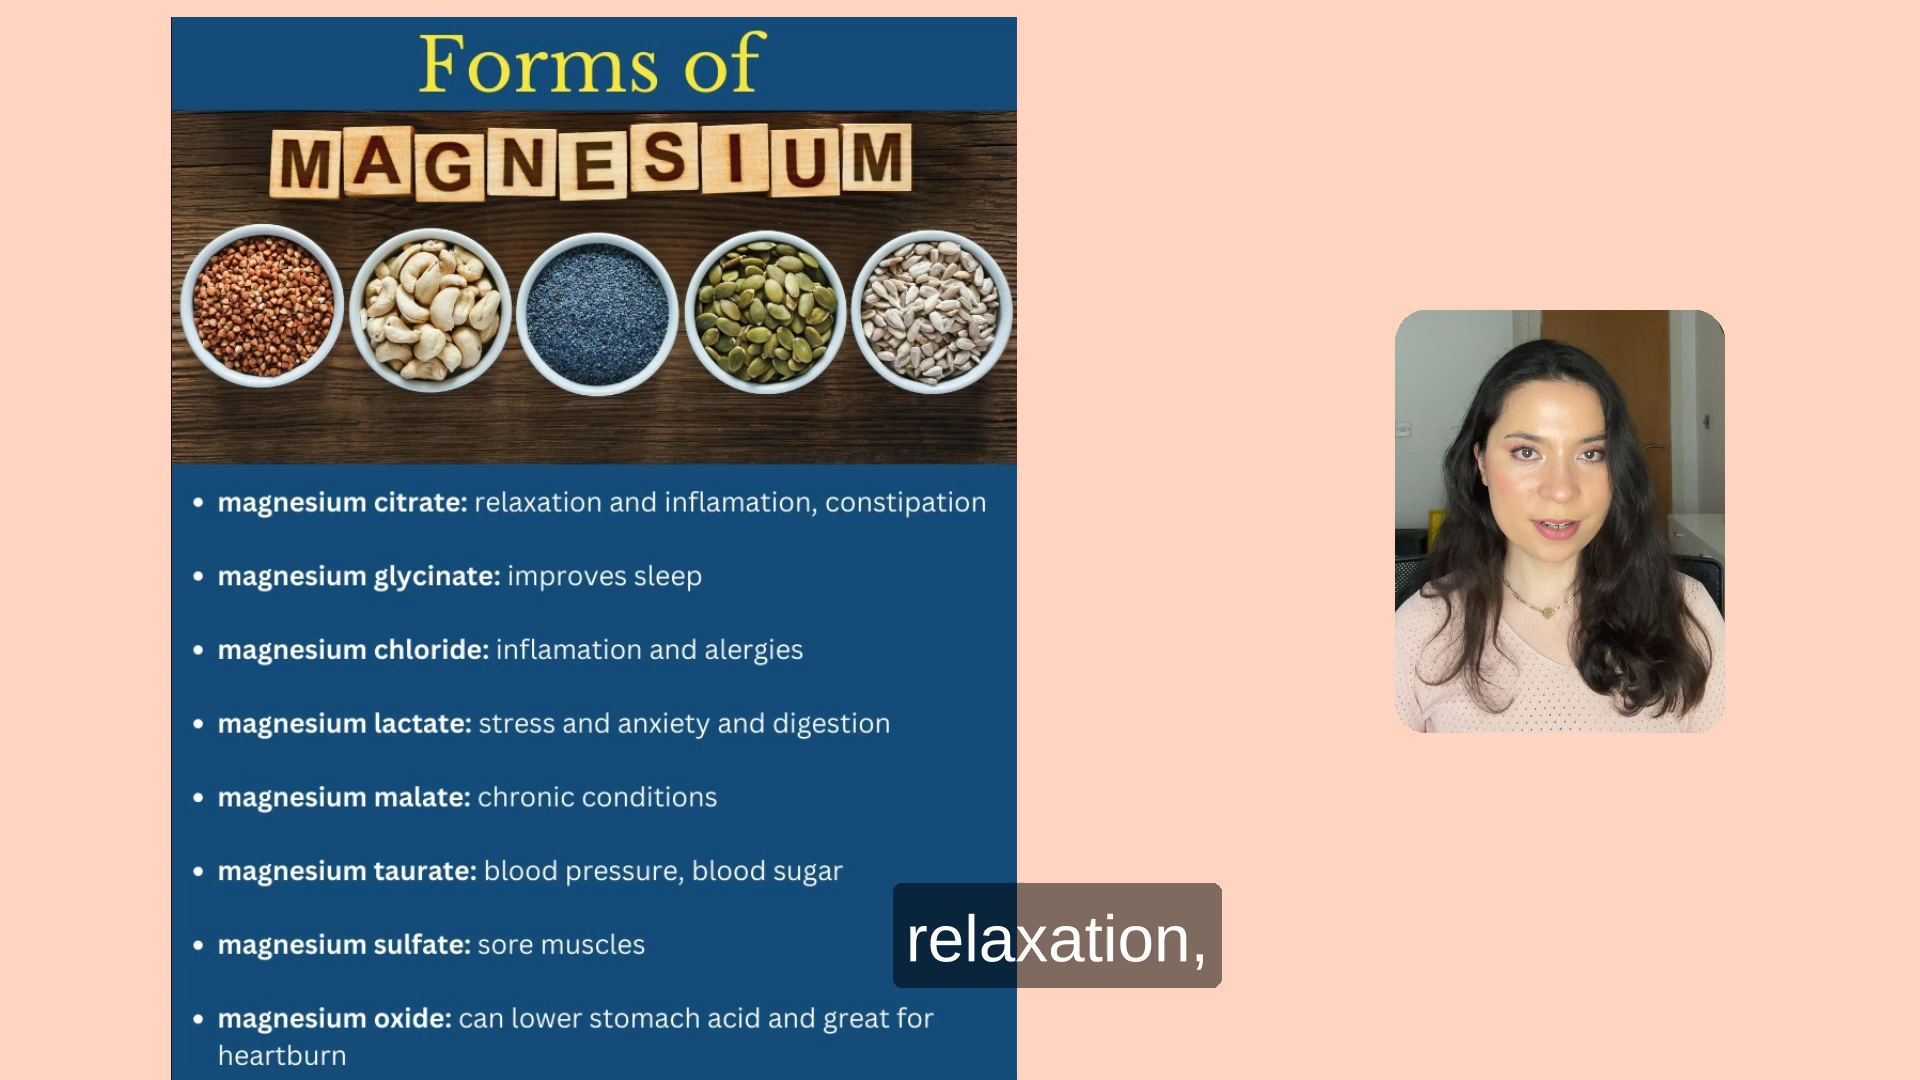 Forms of
MAGNESIUM
• magnesium citrate: relaxation and inflamation, constipation
• magnesium glycinate: improves sleep
• magnesium chloride: inflamation and alergies
• magnesium lactate: stress and anxiety and digestion
• magnesium malate: chronic conditions
• magnesium taurate: blood pressure, blood sugar
• magnesium sulfate: sore muscles
• magnesium oxide: can lower stomach acid and great for
heartburn
relaxation,